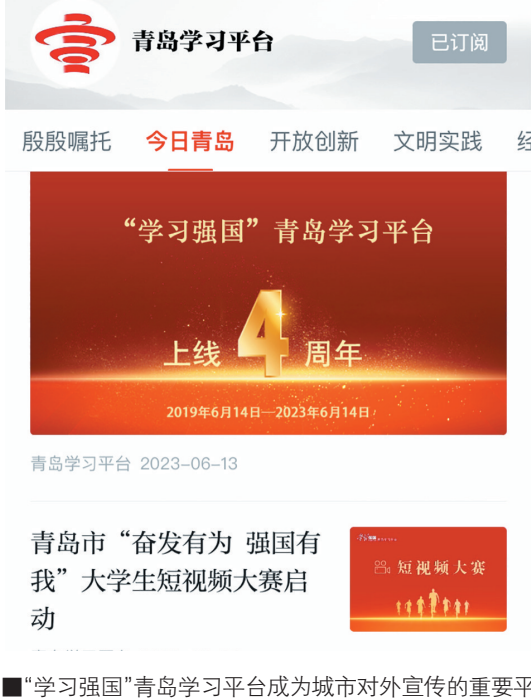 青岛学习平台
已订阅
殷殷嘱托 今日青岛 开放创新 文明实践
“学习强国”青岛学习平台
上线4周年
2019年6月14日—2023年6月14日
青岛学习平台 2023-06-13
青岛市“奋发有为 强国有
我”大学生短视频大赛启
动
短视频大赛
■“学习强国”青岛学习平台成为城市对外宣传的重要平